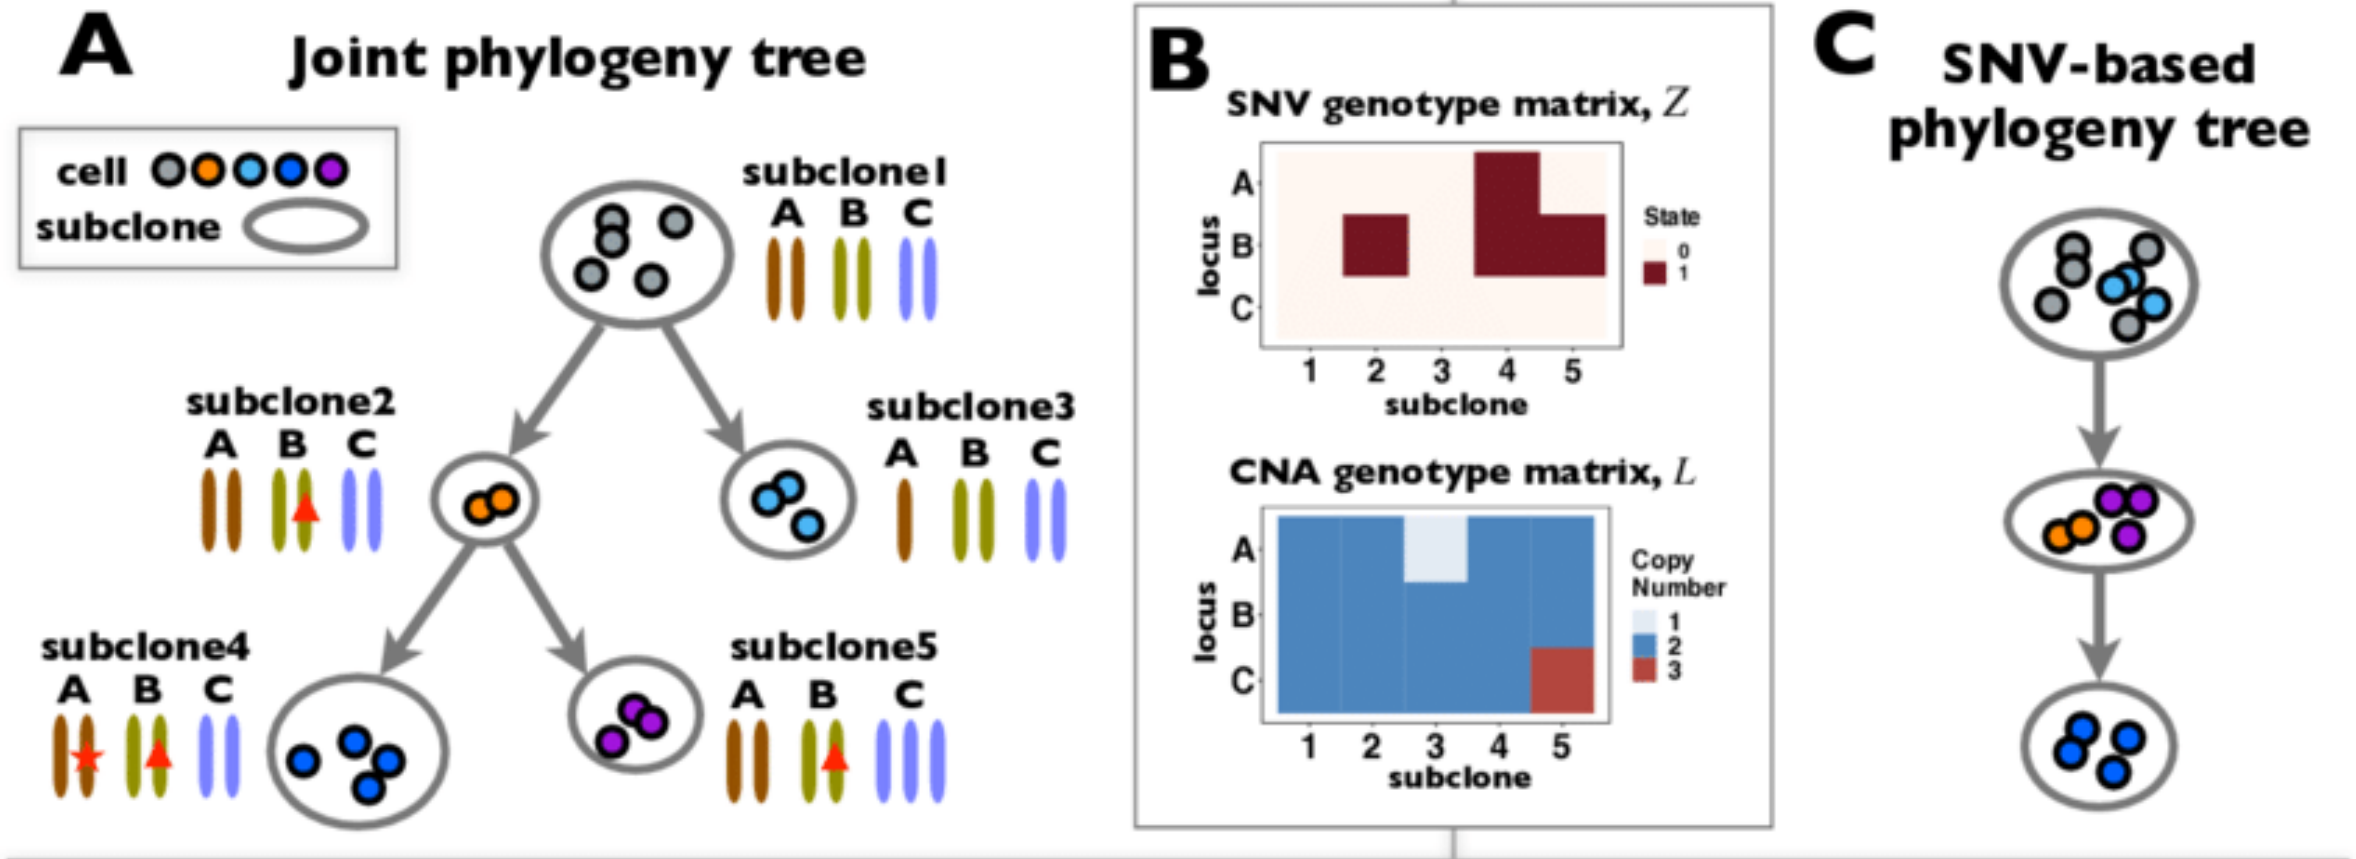 A
Joint phylogeny tree
cell
subclone
subclone1
A B C
subclone2
A B C
subclone3
A B C
subclone4
A B C
subclone5
A B C
B
SNV genotype matrix, Z
locus
A
B
C
1 2 3 4 5
subclone
State
0
1
CNA genotype matrix, L
locus
A
B
C
1 2 3 4 5
subclone
Copy
Number
1
2
3
C
SNV-based
phylogeny tree